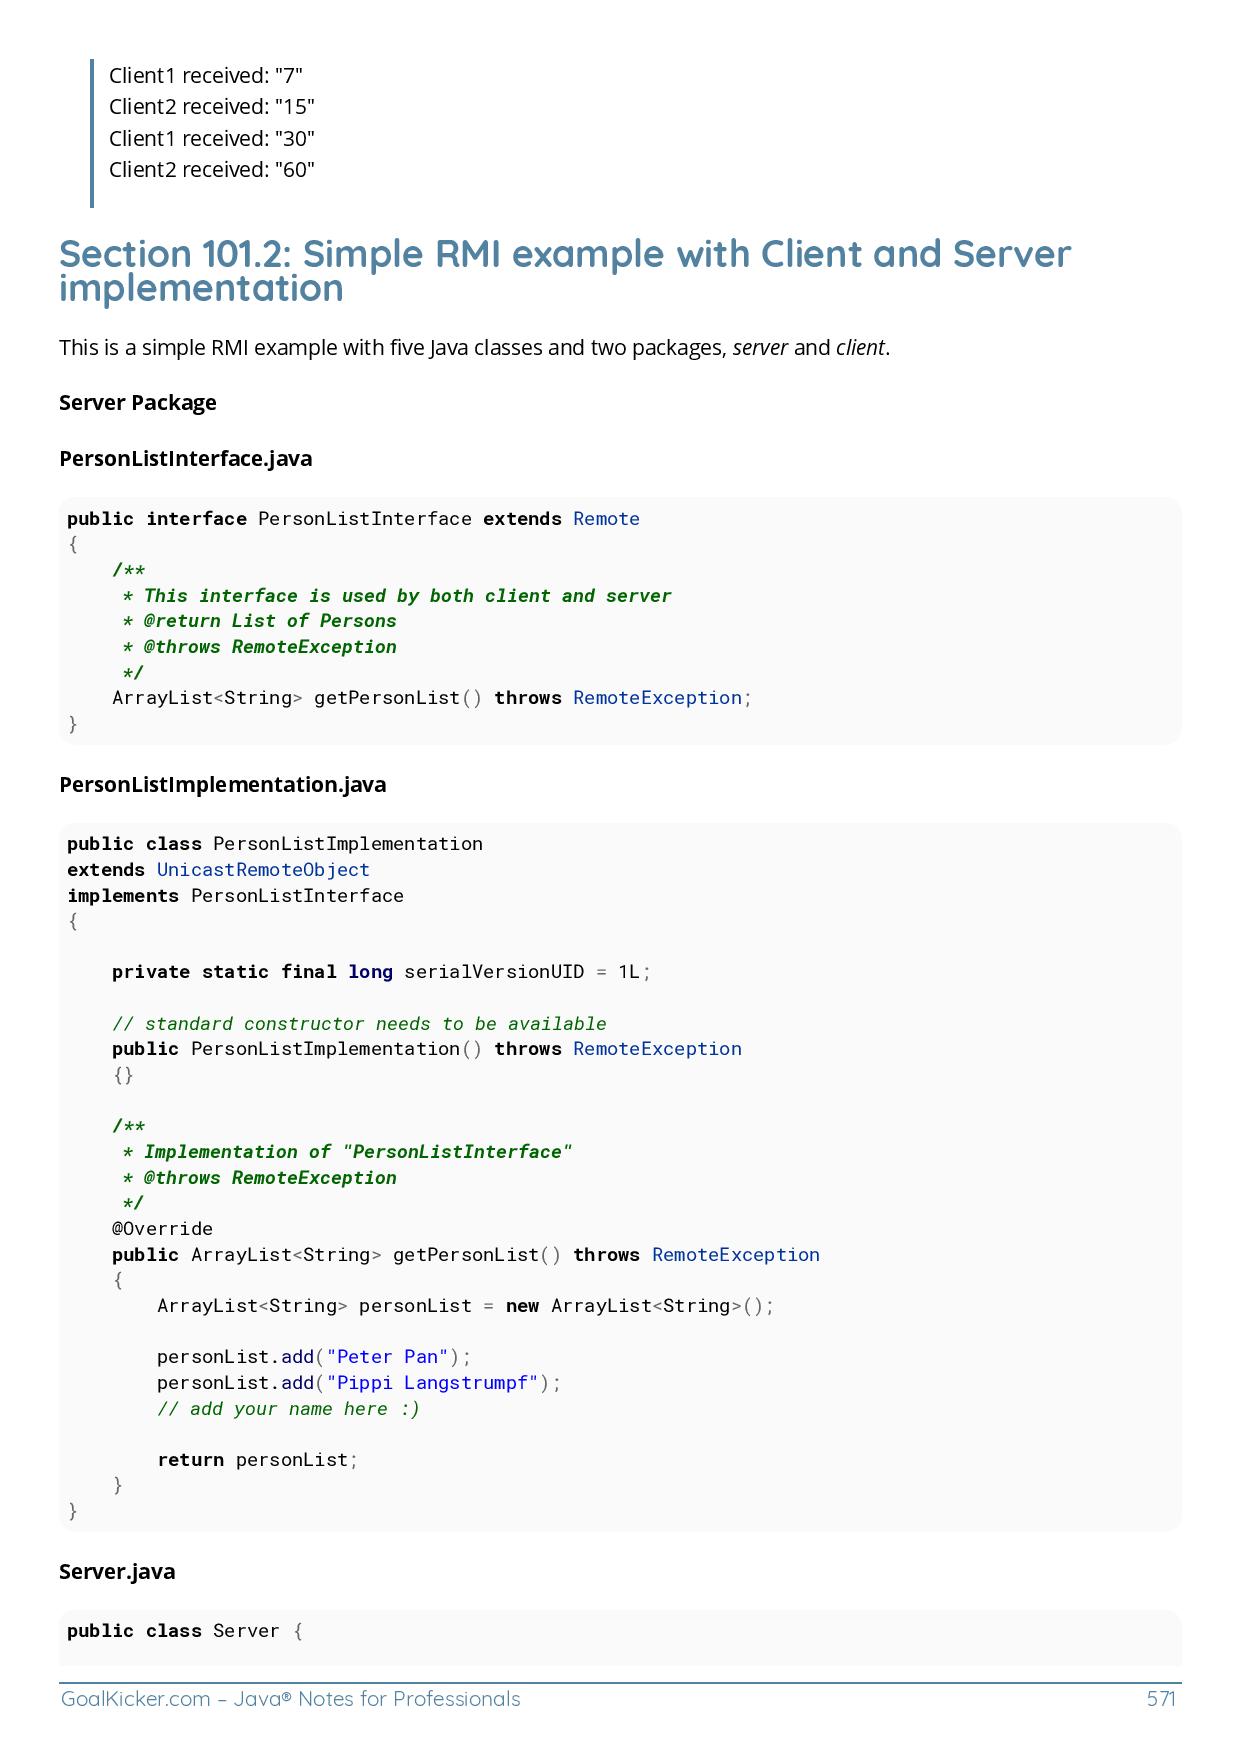 Client1 received: "7"
Client2 received: "15"
Client1 received: "30"
Client2 received: "60"
Section 101.2: Simple RMI example with Client and Server
implementation
This is a simple RMI example with five Java classes and two packages, server and client.
Server Package
PersonListInterface.java
public interface PersonListInterface extends Remote
{
    /**
     * This interface is used by both client and server
     * @return List of Persons
     * @throws RemoteException
     */
    ArrayList<String> getPersonList() throws RemoteException;
}
PersonListImplementation.java
public class PersonListImplementation
extends UnicastRemoteObject
implements PersonListInterface
{
    private static final long serialVersionUID = 1L;
    // standard constructor needs to be available
    public PersonListImplementation() throws RemoteException
    {}
    /**
     * Implementation of "PersonListInterface"
     * @throws RemoteException
     */
    @Override
    public ArrayList<String> getPersonList() throws RemoteException
    {
        ArrayList<String> personList = new ArrayList<String>();
        personList.add("Peter Pan");
        personList.add("Pippi Langstrumpf");
        // add your name here :)
        return personList;
    }
}
Server.java
public class Server {
GoalKicker.com – Java® Notes for Professionals
571